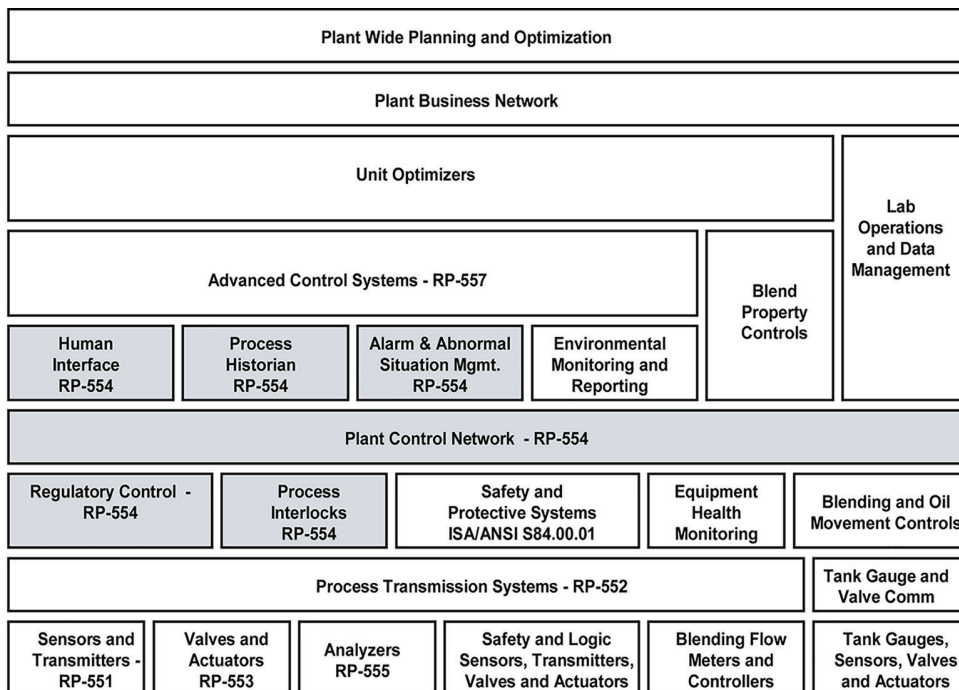 Plant Wide Planning and Optimization
Plant Business Network
Unit Optimizers
Lab
Operations
and Data
Management
Advanced Control Systems - RP-557
Blend
Property
Controls
Human
Interface
RP-554
Process
Historian
RP-554
Alarm & Abnormal
Situation Mgmt.
RP-554
Environmental
Monitoring and
Reporting
Plant Control Network - RP-554
Regulatory Control -
RP-554
Process
Interlocks
RP-554
Safety and
Protective Systems
ISA/ANSI S84.00.01
Equipment
Health
Monitoring
Blending and Oil
Movement Controls
Process Transmission Systems - RP-552
Tank Gauge and
Valve Comm
Sensors and
Transmitters -
RP-551
Valves and
Actuators
RP-553
Analyzers
RP-555
Safety and Logic
Sensors, Transmitters,
Valves and Actuators
Blending Flow
Meters and
Controllers
Tank Gauges,
Sensors, Valves
and Actuators